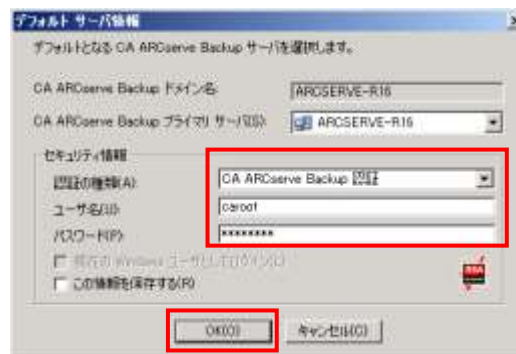 デフォルト サーバ情報
デフォルトとなる CA ARCserve Backup サーバを選択します。
CA ARCserve Backup ドメイン名:
ARCSERVE-R16
CA ARCserve Backup プライマリ サーバ(S):
ARCSERVE-R16
セキュリティ情報
認証の種類(A):
CA ARCserve Backup 認証
ユーザ名(U):
caroot
パスワード(P):
********
現在の Windows ユーザとしてログイン(L)
この情報を保存する(R)
OK(O)
キャンセル(C)